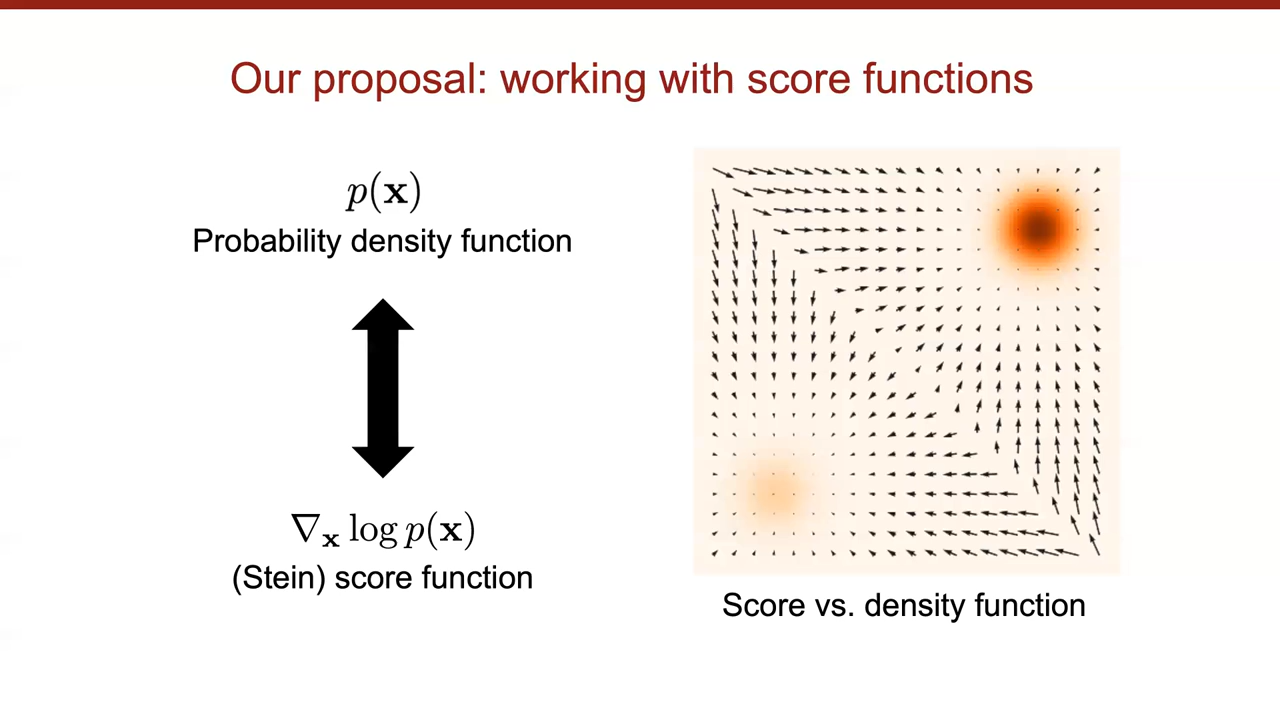 Our proposal: working with score functions
p(𝐱)
Probability density function
∇ₓ log p(𝐱)
(Stein) score function
Score vs. density function